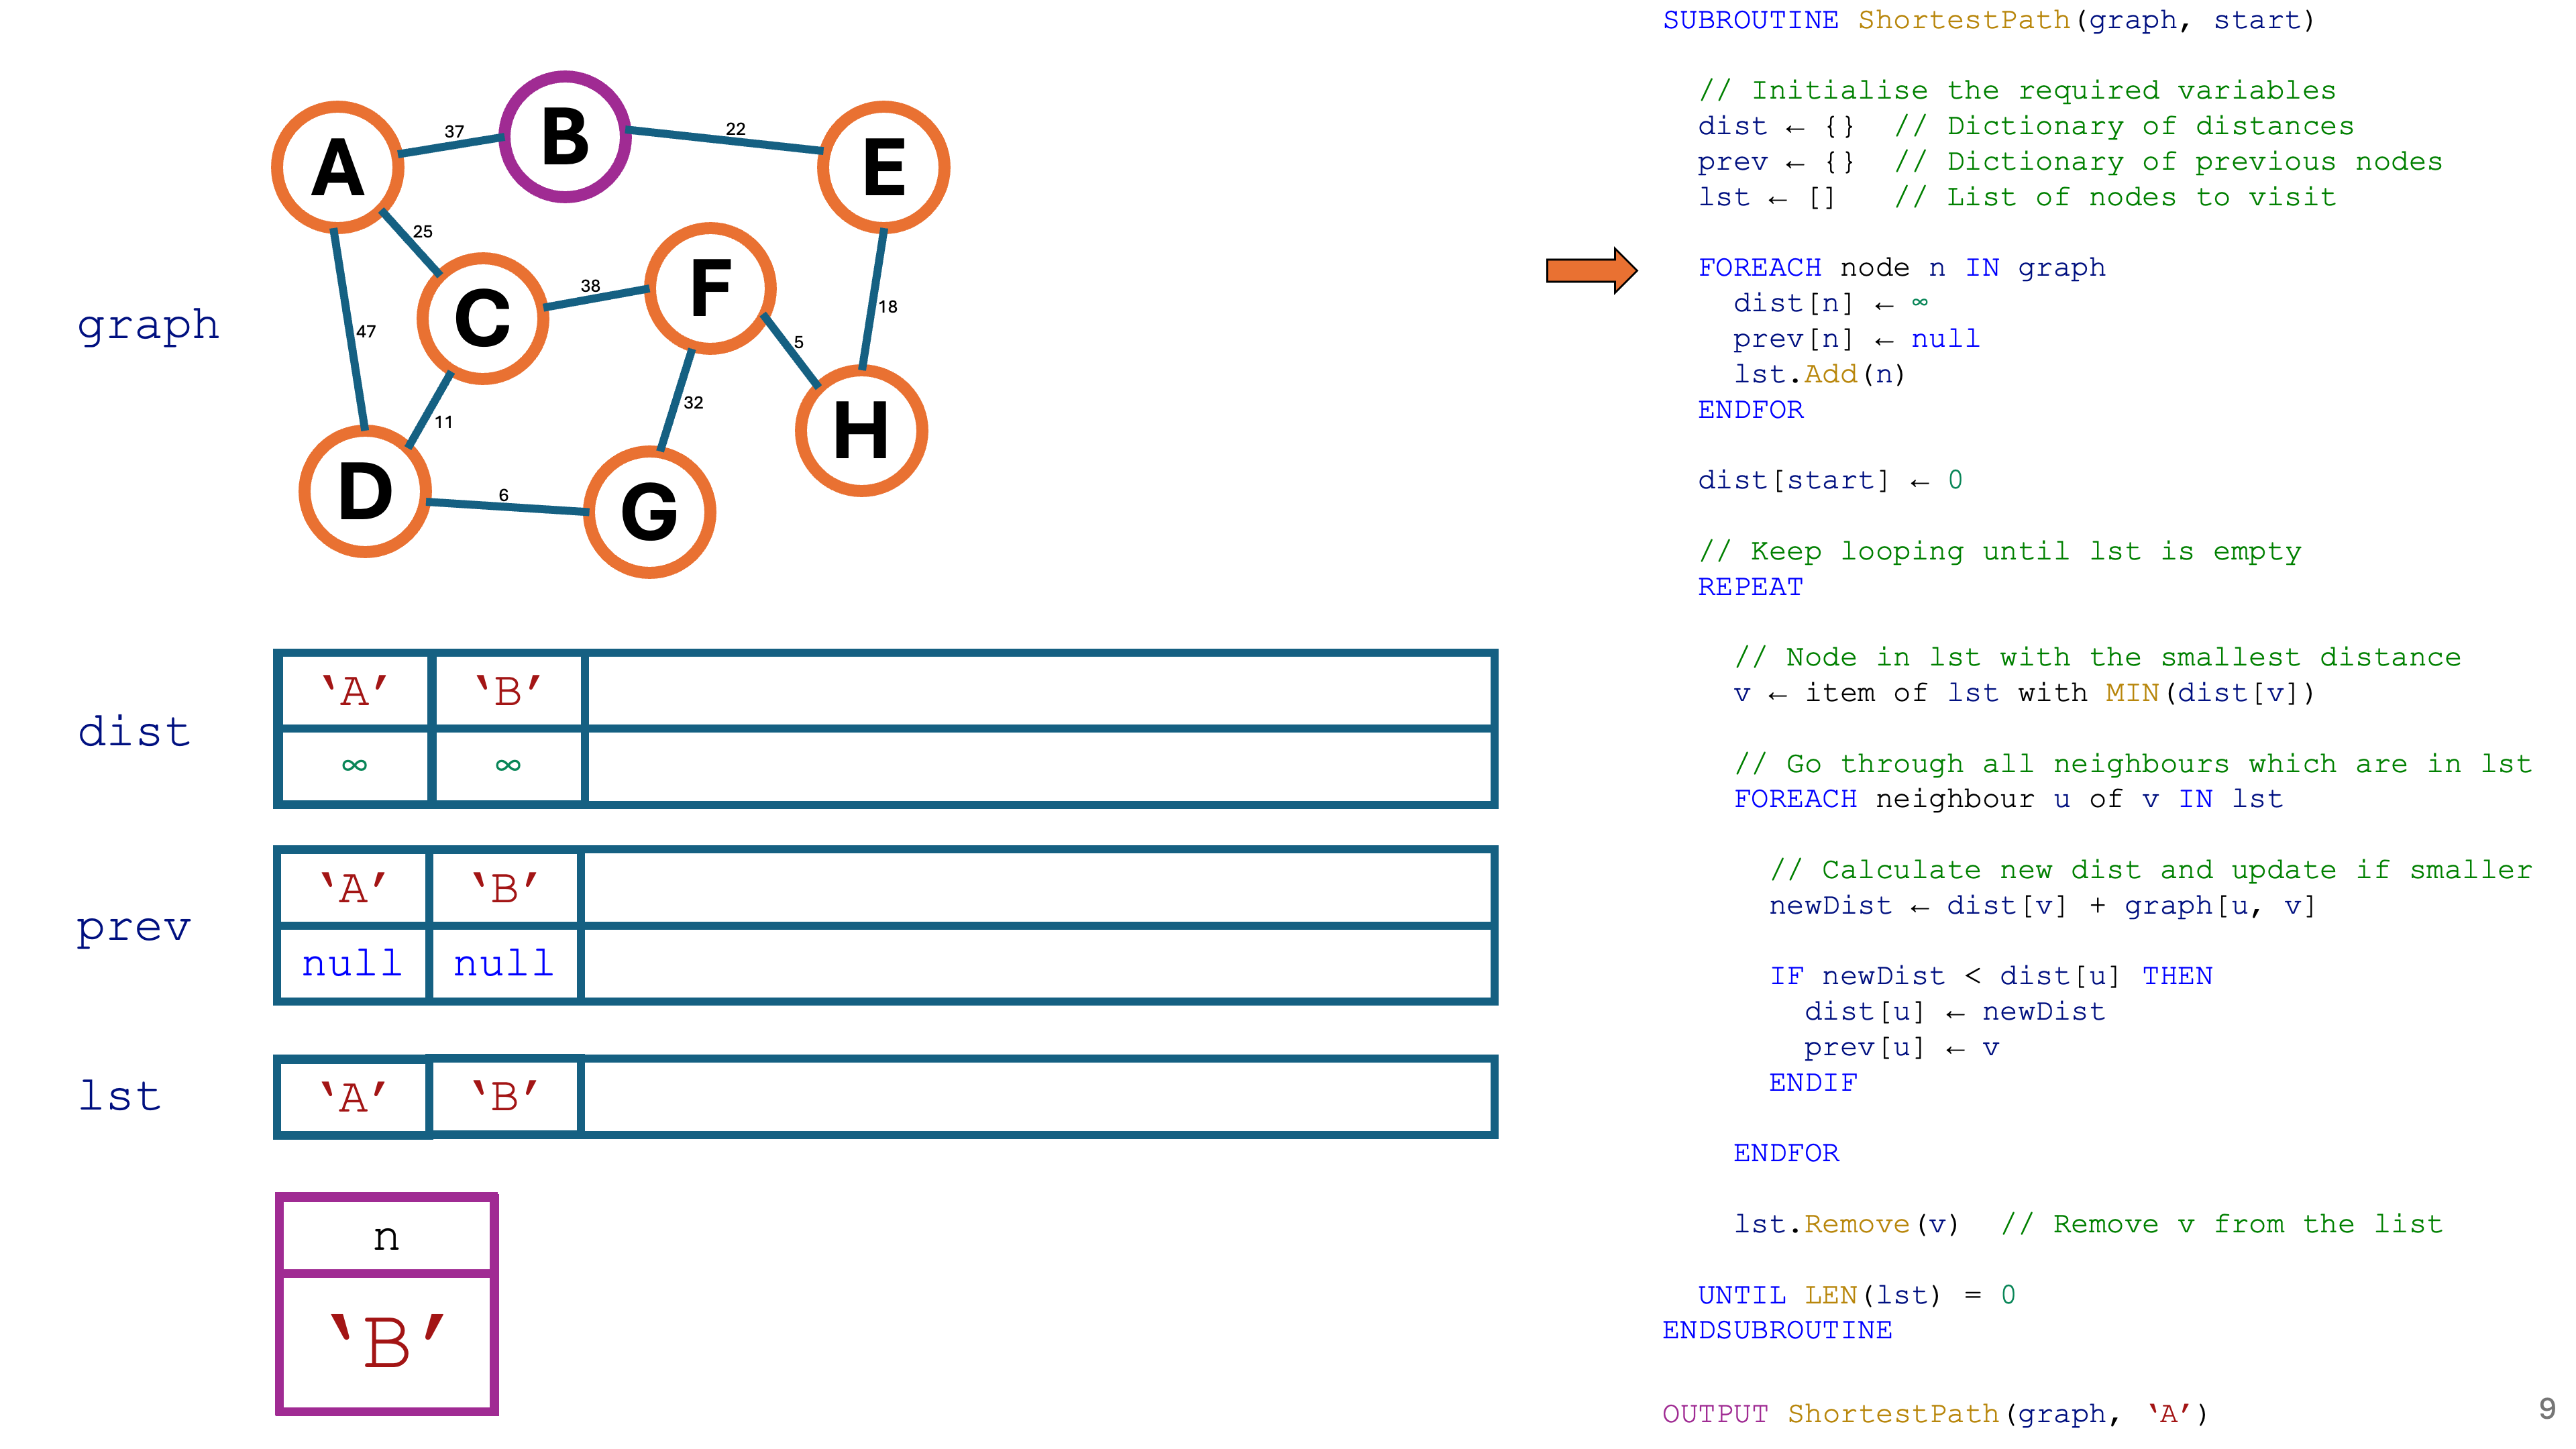 graph
A
B
E
C
F
H
D
G
37
22
25
38
18
47
5
32
11
6
dist
‘A’ ‘B’
∞ ∞
prev
‘A’ ‘B’
null null
lst
‘A’ ‘B’
n
‘B’
SUBROUTINE ShortestPath(graph, start)
// Initialise the required variables
dist ← {} // Dictionary of distances
prev ← {} // Dictionary of previous nodes
lst ← [] // List of nodes to visit
FOREACH node n IN graph
dist[n] ← ∞
prev[n] ← null
lst.Add(n)
ENDFOR
dist[start] ← 0
// Keep looping until lst is empty
REPEAT
// Node in lst with the smallest distance
v ← item of lst with MIN(dist[v])
// Go through all neighbours which are in lst
FOREACH neighbour u of v IN lst
// Calculate new dist and update if smaller
newDist ← dist[v] + graph[u, v]
IF newDist < dist[u] THEN
dist[u] ← newDist
prev[u] ← v
ENDIF
ENDFOR
lst.Remove(v) // Remove v from the list
UNTIL LEN(lst) = 0
ENDSUBROUTINE
OUTPUT ShortestPath(graph, ‘A’)
9